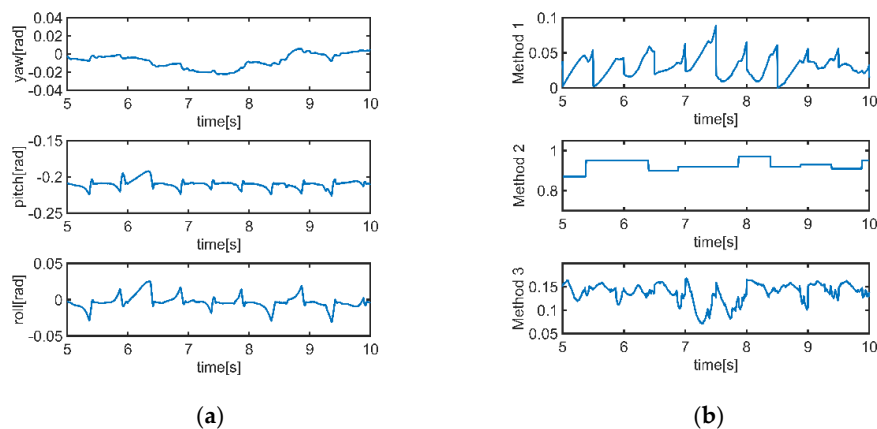 0.04
0.02
0
-0.02
-0.04
yaw[rad]
5 6 7 8 9 10
time[s]
-0.15
-0.2
-0.25
pitch[rad]
5 6 7 8 9 10
time[s]
0.05
0
-0.05
roll[rad]
5 6 7 8 9 10
time[s]
(a)
0.1
0.05
0
Method 1
5 6 7 8 9 10
time[s]
1
0.8
Method 2
5 6 7 8 9 10
time[s]
0.15
0.1
0.05
Method 3
5 6 7 8 9 10
time[s]
(b)